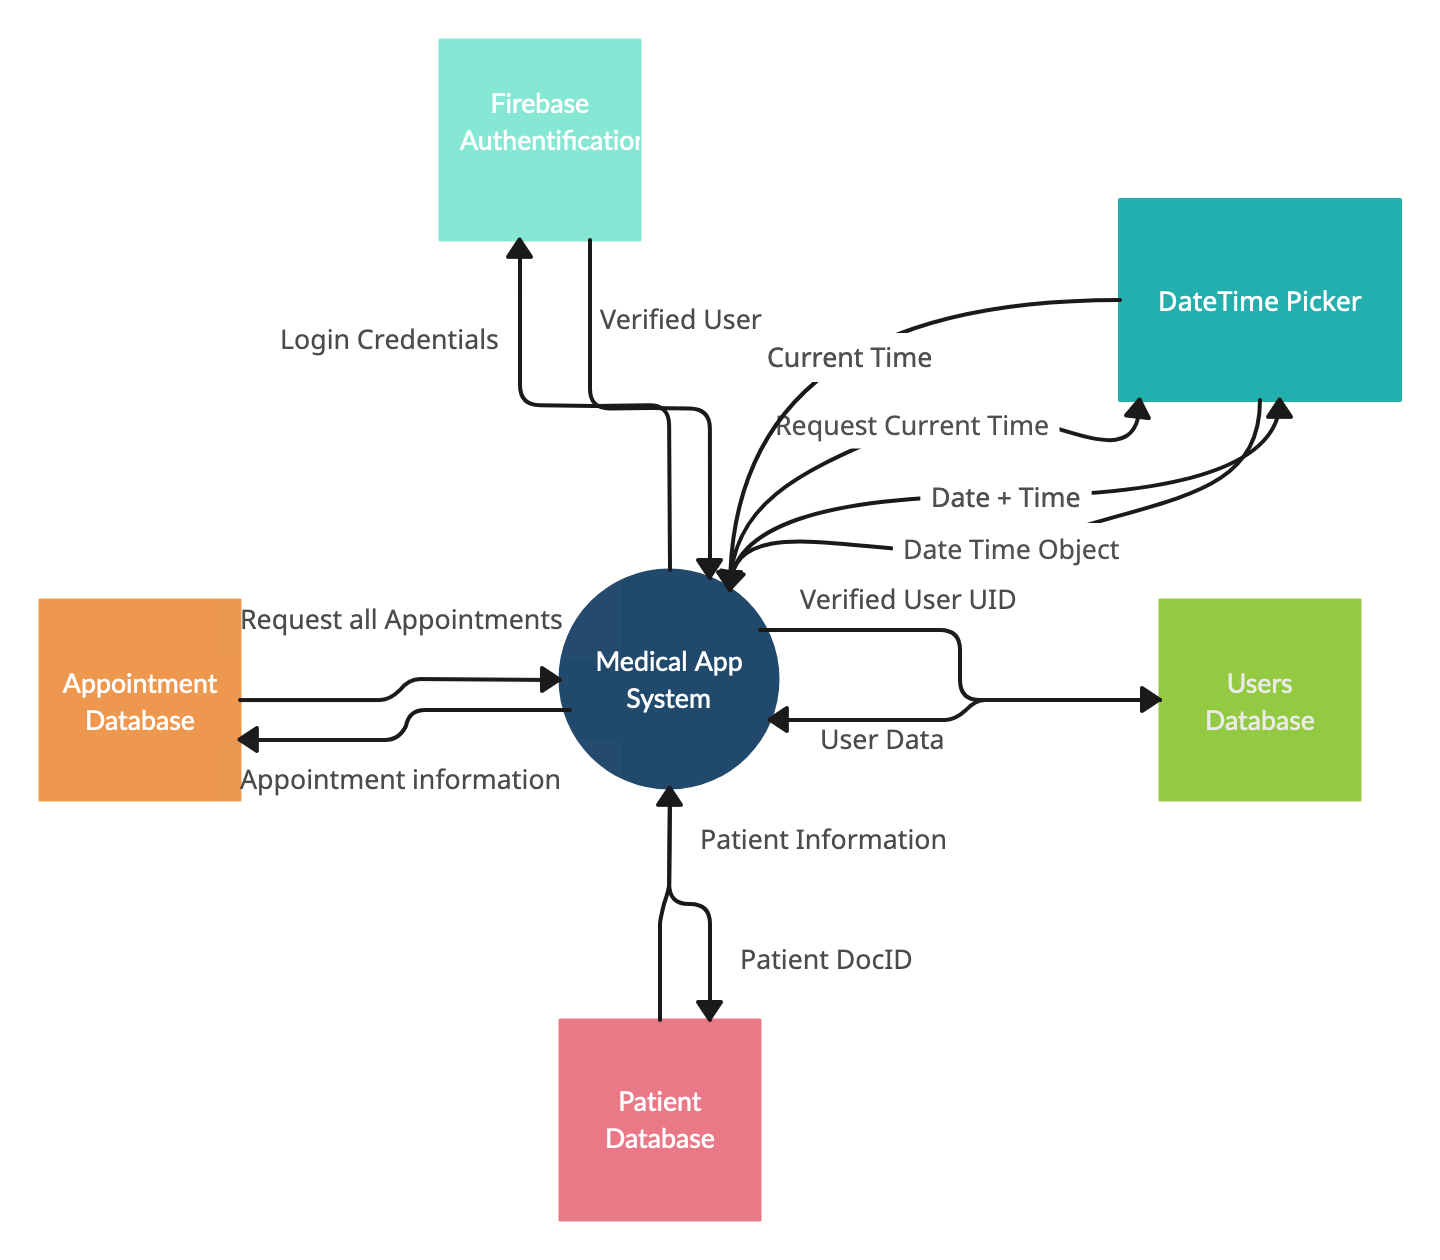 Firebase
Authentification
Login Credentials
Verified User
DateTime Picker
Current Time
Request Current Time
Date + Time
Date Time Object
Verified User UID
Request all Appointments
Medical App
System
Appointment
Database
Users
Database
User Data
Appointment information
Patient Information
Patient DocID
Patient
Database